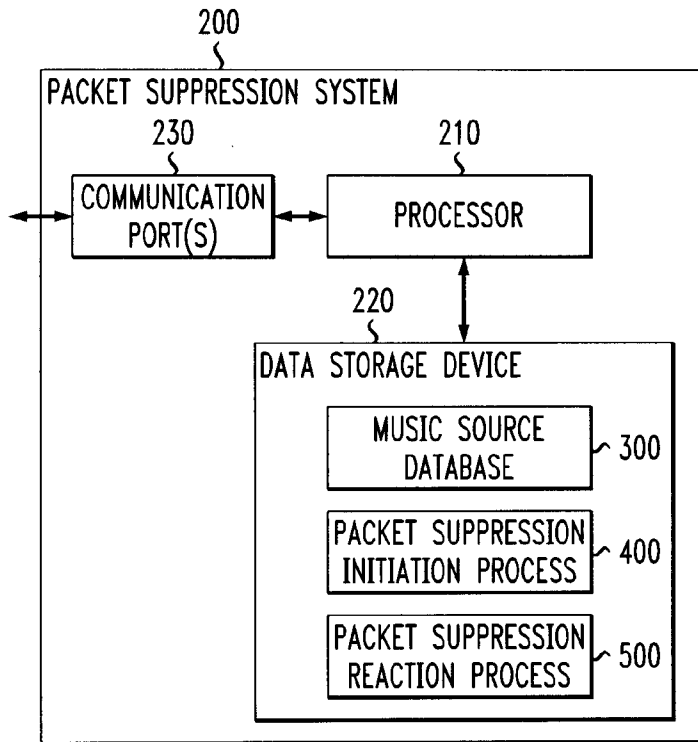 200
PACKET SUPPRESSION SYSTEM
230
210
COMMUNICATION
PORT(S)
PROCESSOR
220
DATA STORAGE DEVICE
MUSIC SOURCE
DATABASE
300
PACKET SUPPRESSION
INITIATION PROCESS
400
PACKET SUPPRESSION
REACTION PROCESS
500